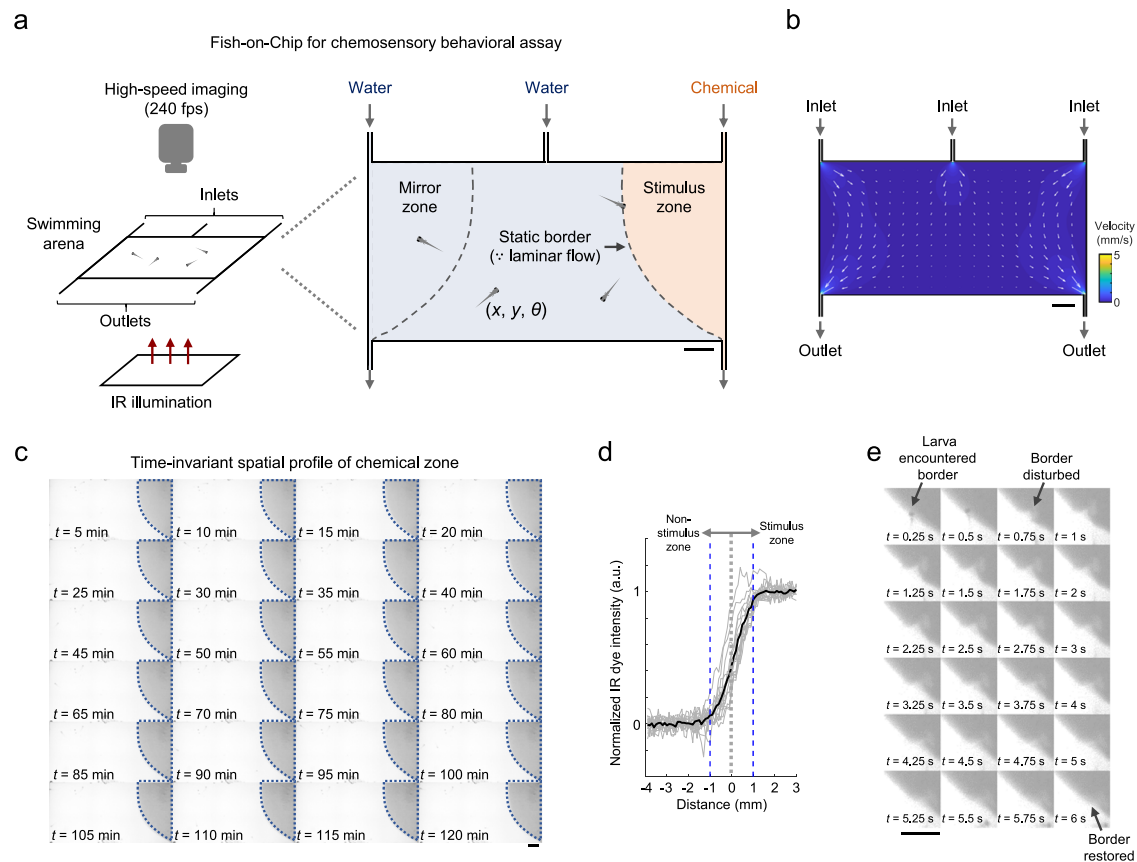 a
Fish-on-Chip for chemosensory behavioral assay
High-speed imaging
(240 fps)
Inlets
Swimming
arena
Outlets
IR illumination
Water
Water
Chemical
Mirror
zone
Stimulus
zone
Static border
(∵ laminar flow)
(x, y, θ)
b
Inlet
Inlet
Inlet
Velocity
(mm/s)
5
0
Outlet
Outlet
c
Time-invariant spatial profile of chemical zone
t = 5 min
t = 10 min
t = 15 min
t = 20 min
t = 25 min
t = 30 min
t = 35 min
t = 40 min
t = 45 min
t = 50 min
t = 55 min
t = 60 min
t = 65 min
t = 70 min
t = 75 min
t = 80 min
t = 85 min
t = 90 min
t = 95 min
t = 100 min
t = 105 min
t = 110 min
t = 115 min
t = 120 min
d
Non-
stimulus
zone
Stimulus
zone
Normalized IR dye intensity (a.u.)
1
0
-4 -3 -2 -1 0 1 2 3
Distance (mm)
e
Larva
encountered
border
Border
disturbed
t = 0.25 s
t = 0.5 s
t = 0.75 s
t = 1 s
t = 1.25 s
t = 1.5 s
t = 1.75 s
t = 2 s
t = 2.25 s
t = 2.5 s
t = 2.75 s
t = 3 s
t = 3.25 s
t = 3.5 s
t = 3.75 s
t = 4 s
t = 4.25 s
t = 4.5 s
t = 4.75 s
t = 5 s
t = 5.25 s
t = 5.5 s
t = 5.75 s
t = 6 s
Border
restored